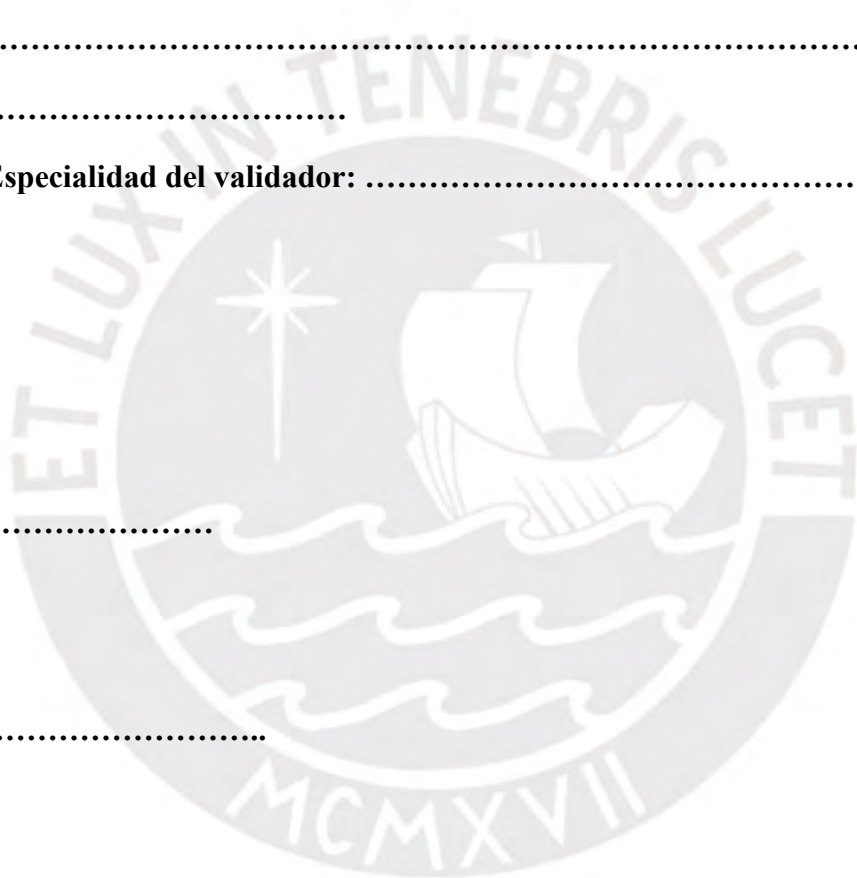 …………………………………………………………………………………
……………………………
Especialidad del validador: ………………………………………
…………………
……………………..
ET LUX IN TENEBRIS LUCET
MCMXVII